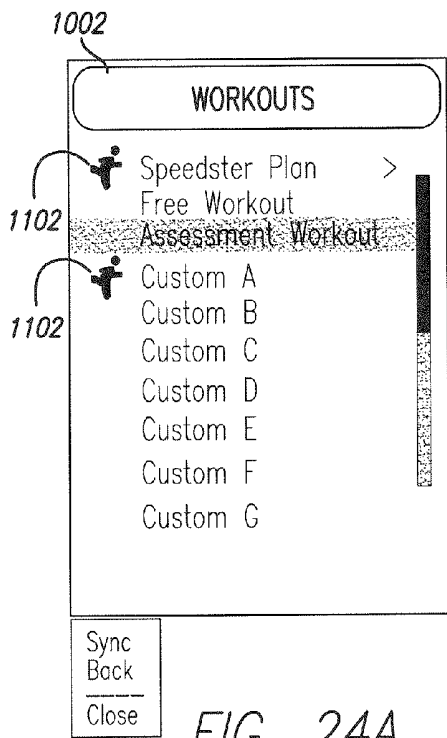 1002
WORKOUTS
1102
Speedster Plan >
Free Workout
Assessment Workout
1102
Custom A
Custom B
Custom C
Custom D
Custom E
Custom F
Custom G
Sync
Back
Close
FIG. 24A